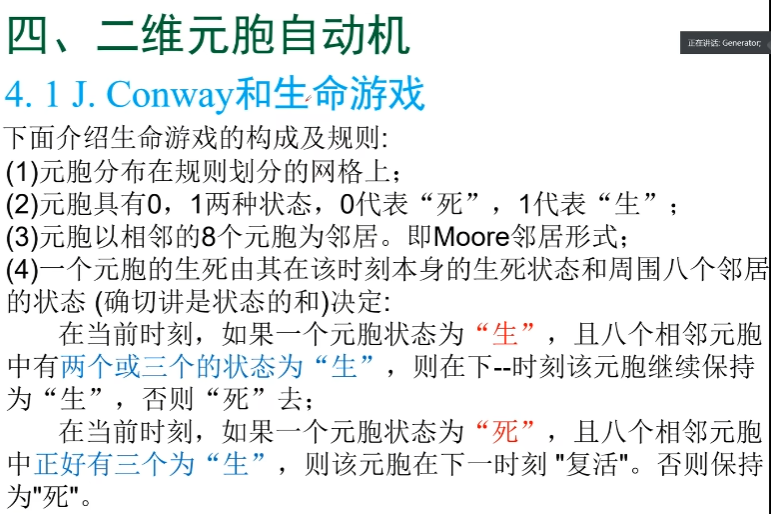 四、二维元胞自动机
正在讲话: Generator;
4. 1 J. Conway和生命游戏
下面介绍生命游戏的构成及规则:
(1)元胞分布在规则划分的网格上；
(2)元胞具有0，1两种状态，0代表“死”，1代表“生”；
(3)元胞以相邻的8个元胞为邻居。即Moore邻居形式；
(4)一个元胞的生死由其在该时刻本身的生死状态和周围八个邻居
的状态 (确切讲是状态的和)决定:
在当前时刻，如果一个元胞状态为“生”，且八个相邻元胞
中有两个或三个的状态为“生”，则在下--时刻该元胞继续保持
为“生”，否则“死”去；
在当前时刻，如果一个元胞状态为“死”，且八个相邻元胞
中正好有三个为“生”，则该元胞在下一时刻 "复活"。否则保持
为"死"。